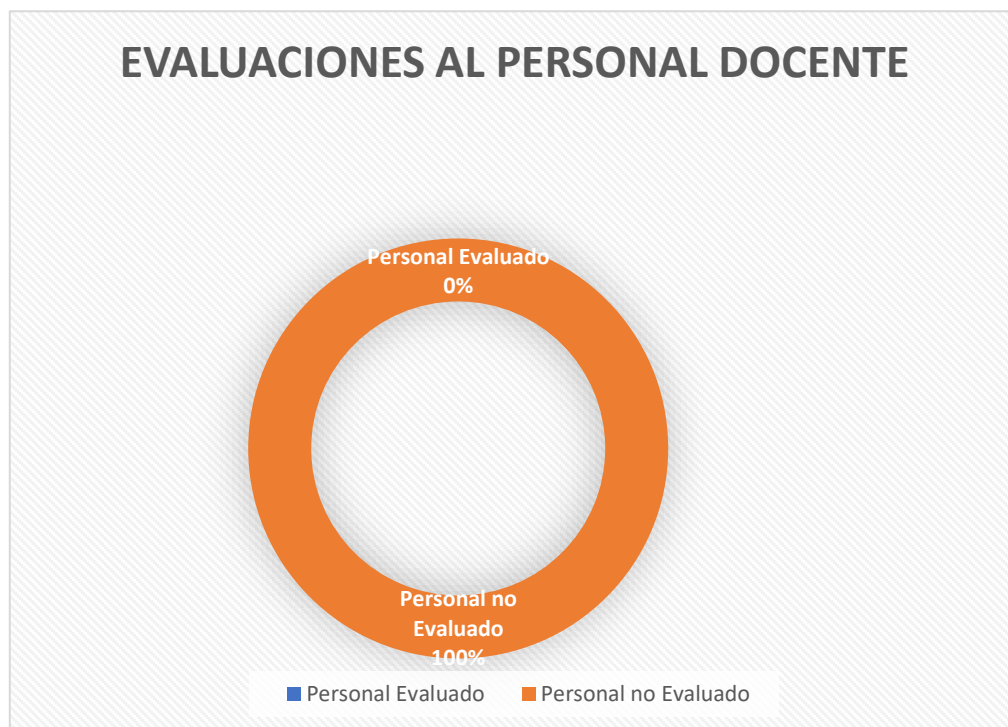 EVALUACIONES AL PERSONAL DOCENTE
Personal Evaluado
0%
Personal no
Evaluado
100%
Personal Evaluado
Personal no Evaluado